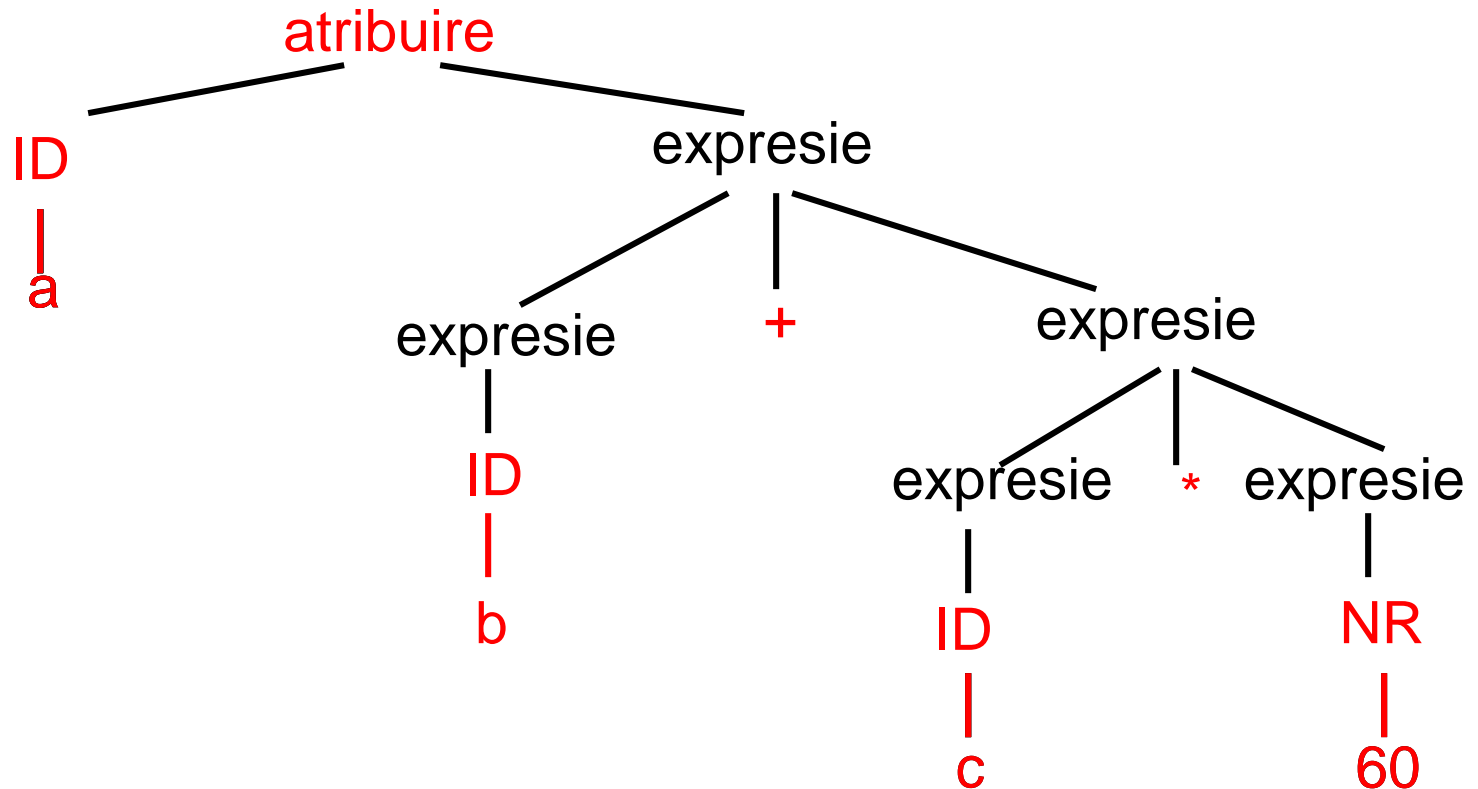 atribuire
ID
expresie
a
expresie
+
expresie
ID
expresie
*
expresie
b
ID
NR
c
60